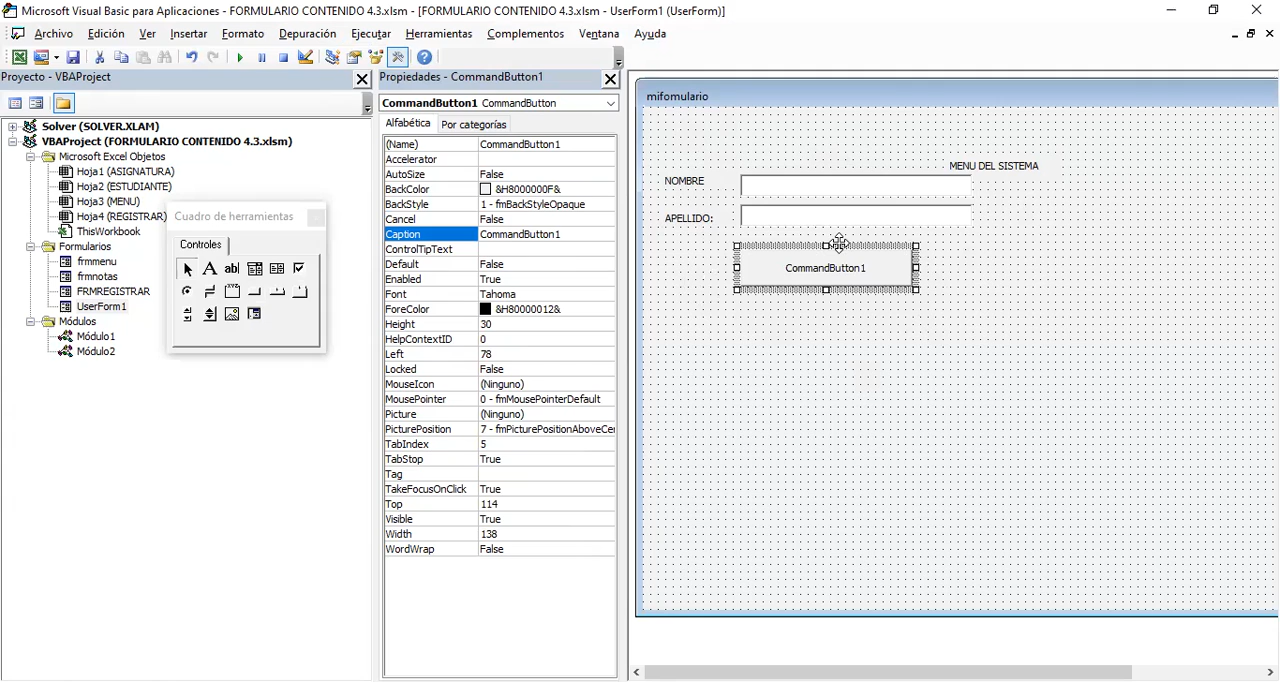 Microsoft Visual Basic para Aplicaciones - FORMULARIO CONTENIDO 4.3.xlsm - [FORMULARIO CONTENIDO 4.3.xlsm - UserForm1 (UserForm)]
Archivo Edición Ver Insertar Formato Depuración Ejecutar Herramientas Complementos Ventana Ayuda
Proyecto - VBAProject
Solver (SOLVER.XLAM)
VBAProject (FORMULARIO CONTENIDO 4.3.xlsm)
Microsoft Excel Objetos
Hoja1 (ASIGNATURA)
Hoja2 (ESTUDIANTE)
Hoja3 (MENU)
Hoja4 (REGISTRAR)
ThisWorkbook
Formularios
frmmenu
frmnotas
FRMREGISTRAR
UserForm1
Módulos
Módulo1
Módulo2
Cuadro de herramientas
Controles
A ab|
Propiedades - CommandButton1
CommandButton1 CommandButton
Alfabética Por categorías
(Name) CommandButton1
Accelerator
AutoSize False
BackColor &H8000000F&
BackStyle 1 - fmBackStyleOpaque
Cancel False
Caption CommandButton1
ControlTipText
Default False
Enabled True
Font Tahoma
ForeColor &H80000012&
Height 30
HelpContextID 0
Left 78
Locked False
MouseIcon (Ninguno)
MousePointer 0 - fmMousePointerDefault
Picture (Ninguno)
PicturePosition 7 - fmPicturePositionAboveCen
TabIndex 5
TabStop True
Tag
TakeFocusOnClick True
Top 114
Visible True
Width 138
WordWrap False
mifomulario
MENU DEL SISTEMA
NOMBRE
APELLIDO:
CommandButton1